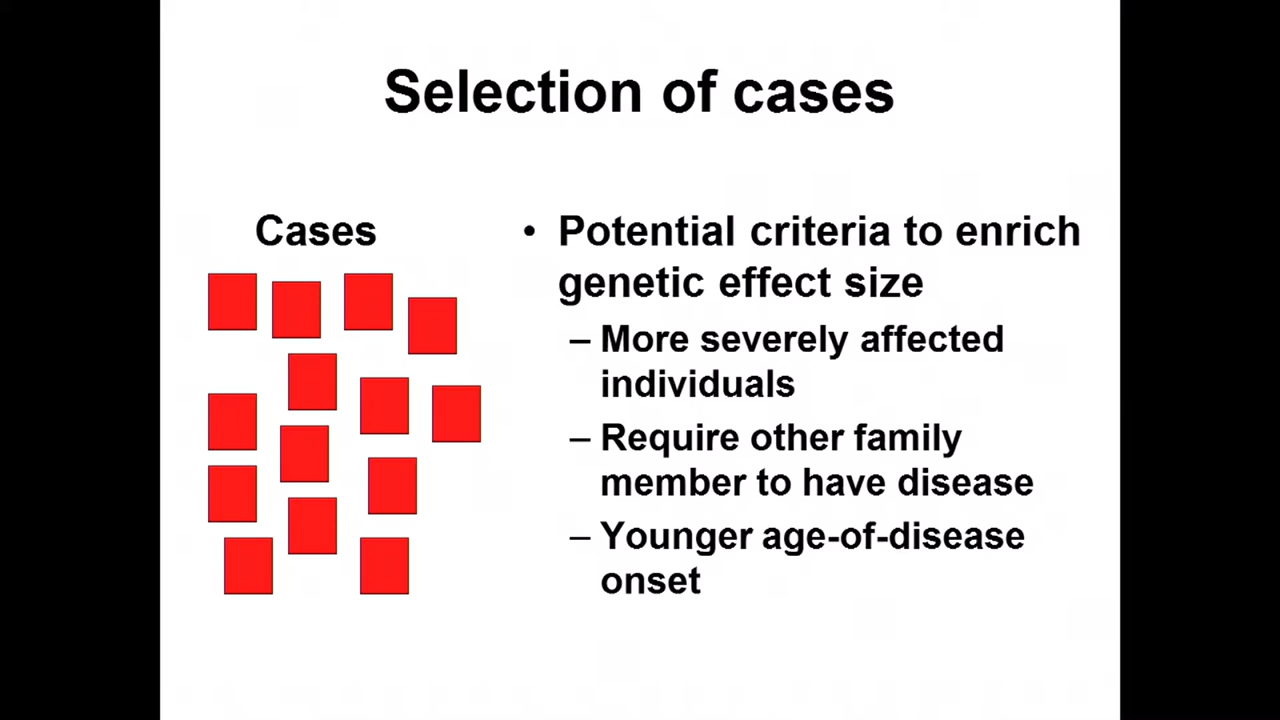 Selection of cases
Cases
• Potential criteria to enrich
genetic effect size
– More severely affected
individuals
– Require other family
member to have disease
– Younger age-of-disease
onset